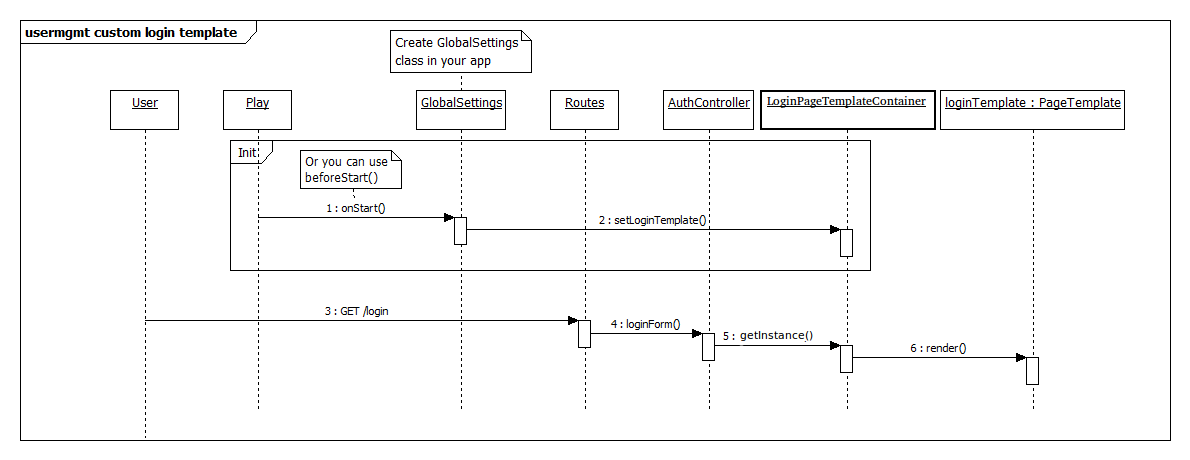 usermgmt custom login template
Create GlobalSettings
class in your app
User
Play
GlobalSettings
Routes
AuthController
LoginPageTemplateContainer
loginTemplate : PageTemplate
Init
Or you can use
beforeStart()
1 : onStart()
2 : setLoginTemplate()
3 : GET /login
4 : loginForm()
5 : getInstance()
6 : render()